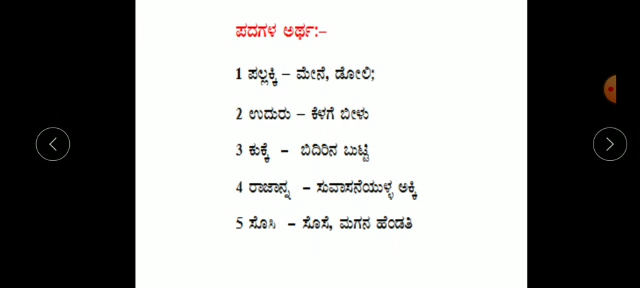 ಪದಗಳ ಅರ್ಥ:–
1 ಪಲ್ಲಕ್ಕಿ – ಮೇನೆ, ಡೋಲಿ;
2 ಉದುರು – ಕೆಳಗೆ ಬೀಳು
3 ಕುಕ್ಕೆ – ಬಿದಿರಿನ ಬುಟ್ಟಿ
4 ರಾಜಾನ್ನ – ಸುವಾಸನೆಯುಳ್ಳ ಅಕ್ಕಿ
5 ಸೊಸಿ – ಸೊಸೆ, ಮಗನ ಹೆಂಡತಿ